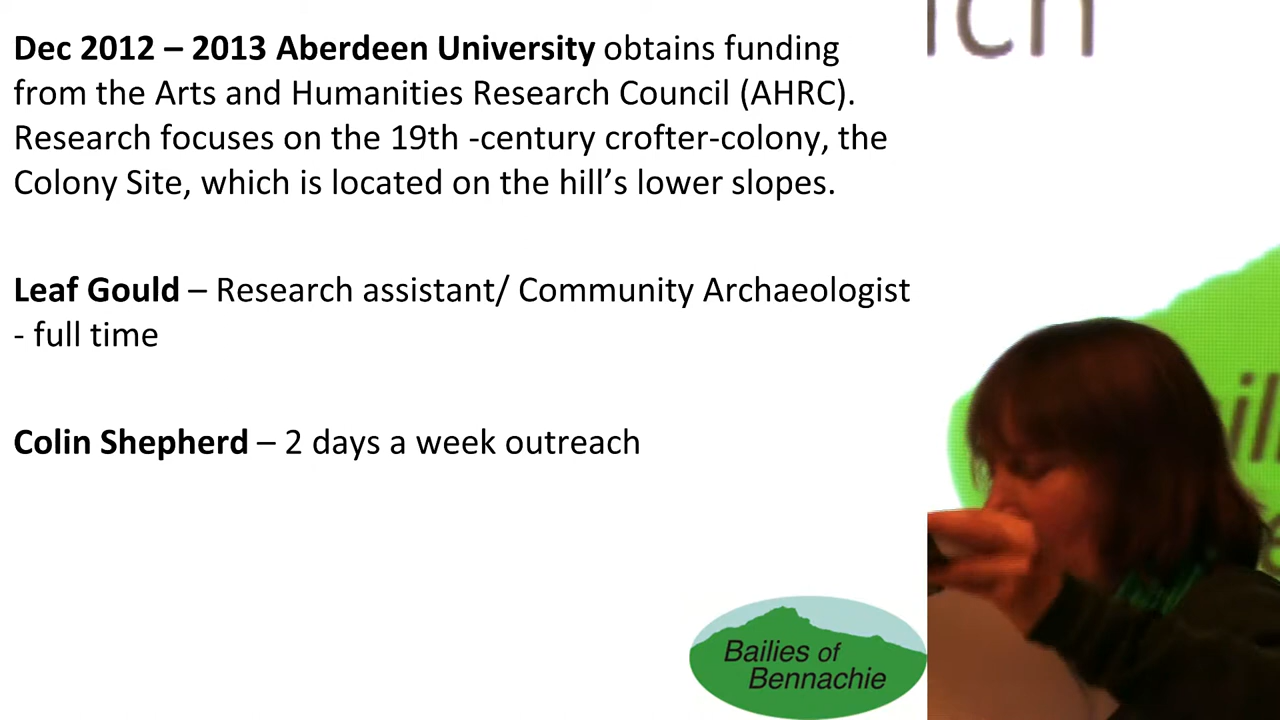 Dec 2012 – 2013 Aberdeen University obtains funding
from the Arts and Humanities Research Council (AHRC).
Research focuses on the 19th -century crofter-colony, the
Colony Site, which is located on the hill’s lower slopes.
Leaf Gould – Research assistant/ Community Archaeologist
- full time
Colin Shepherd – 2 days a week outreach
Bailies of
Bennachie